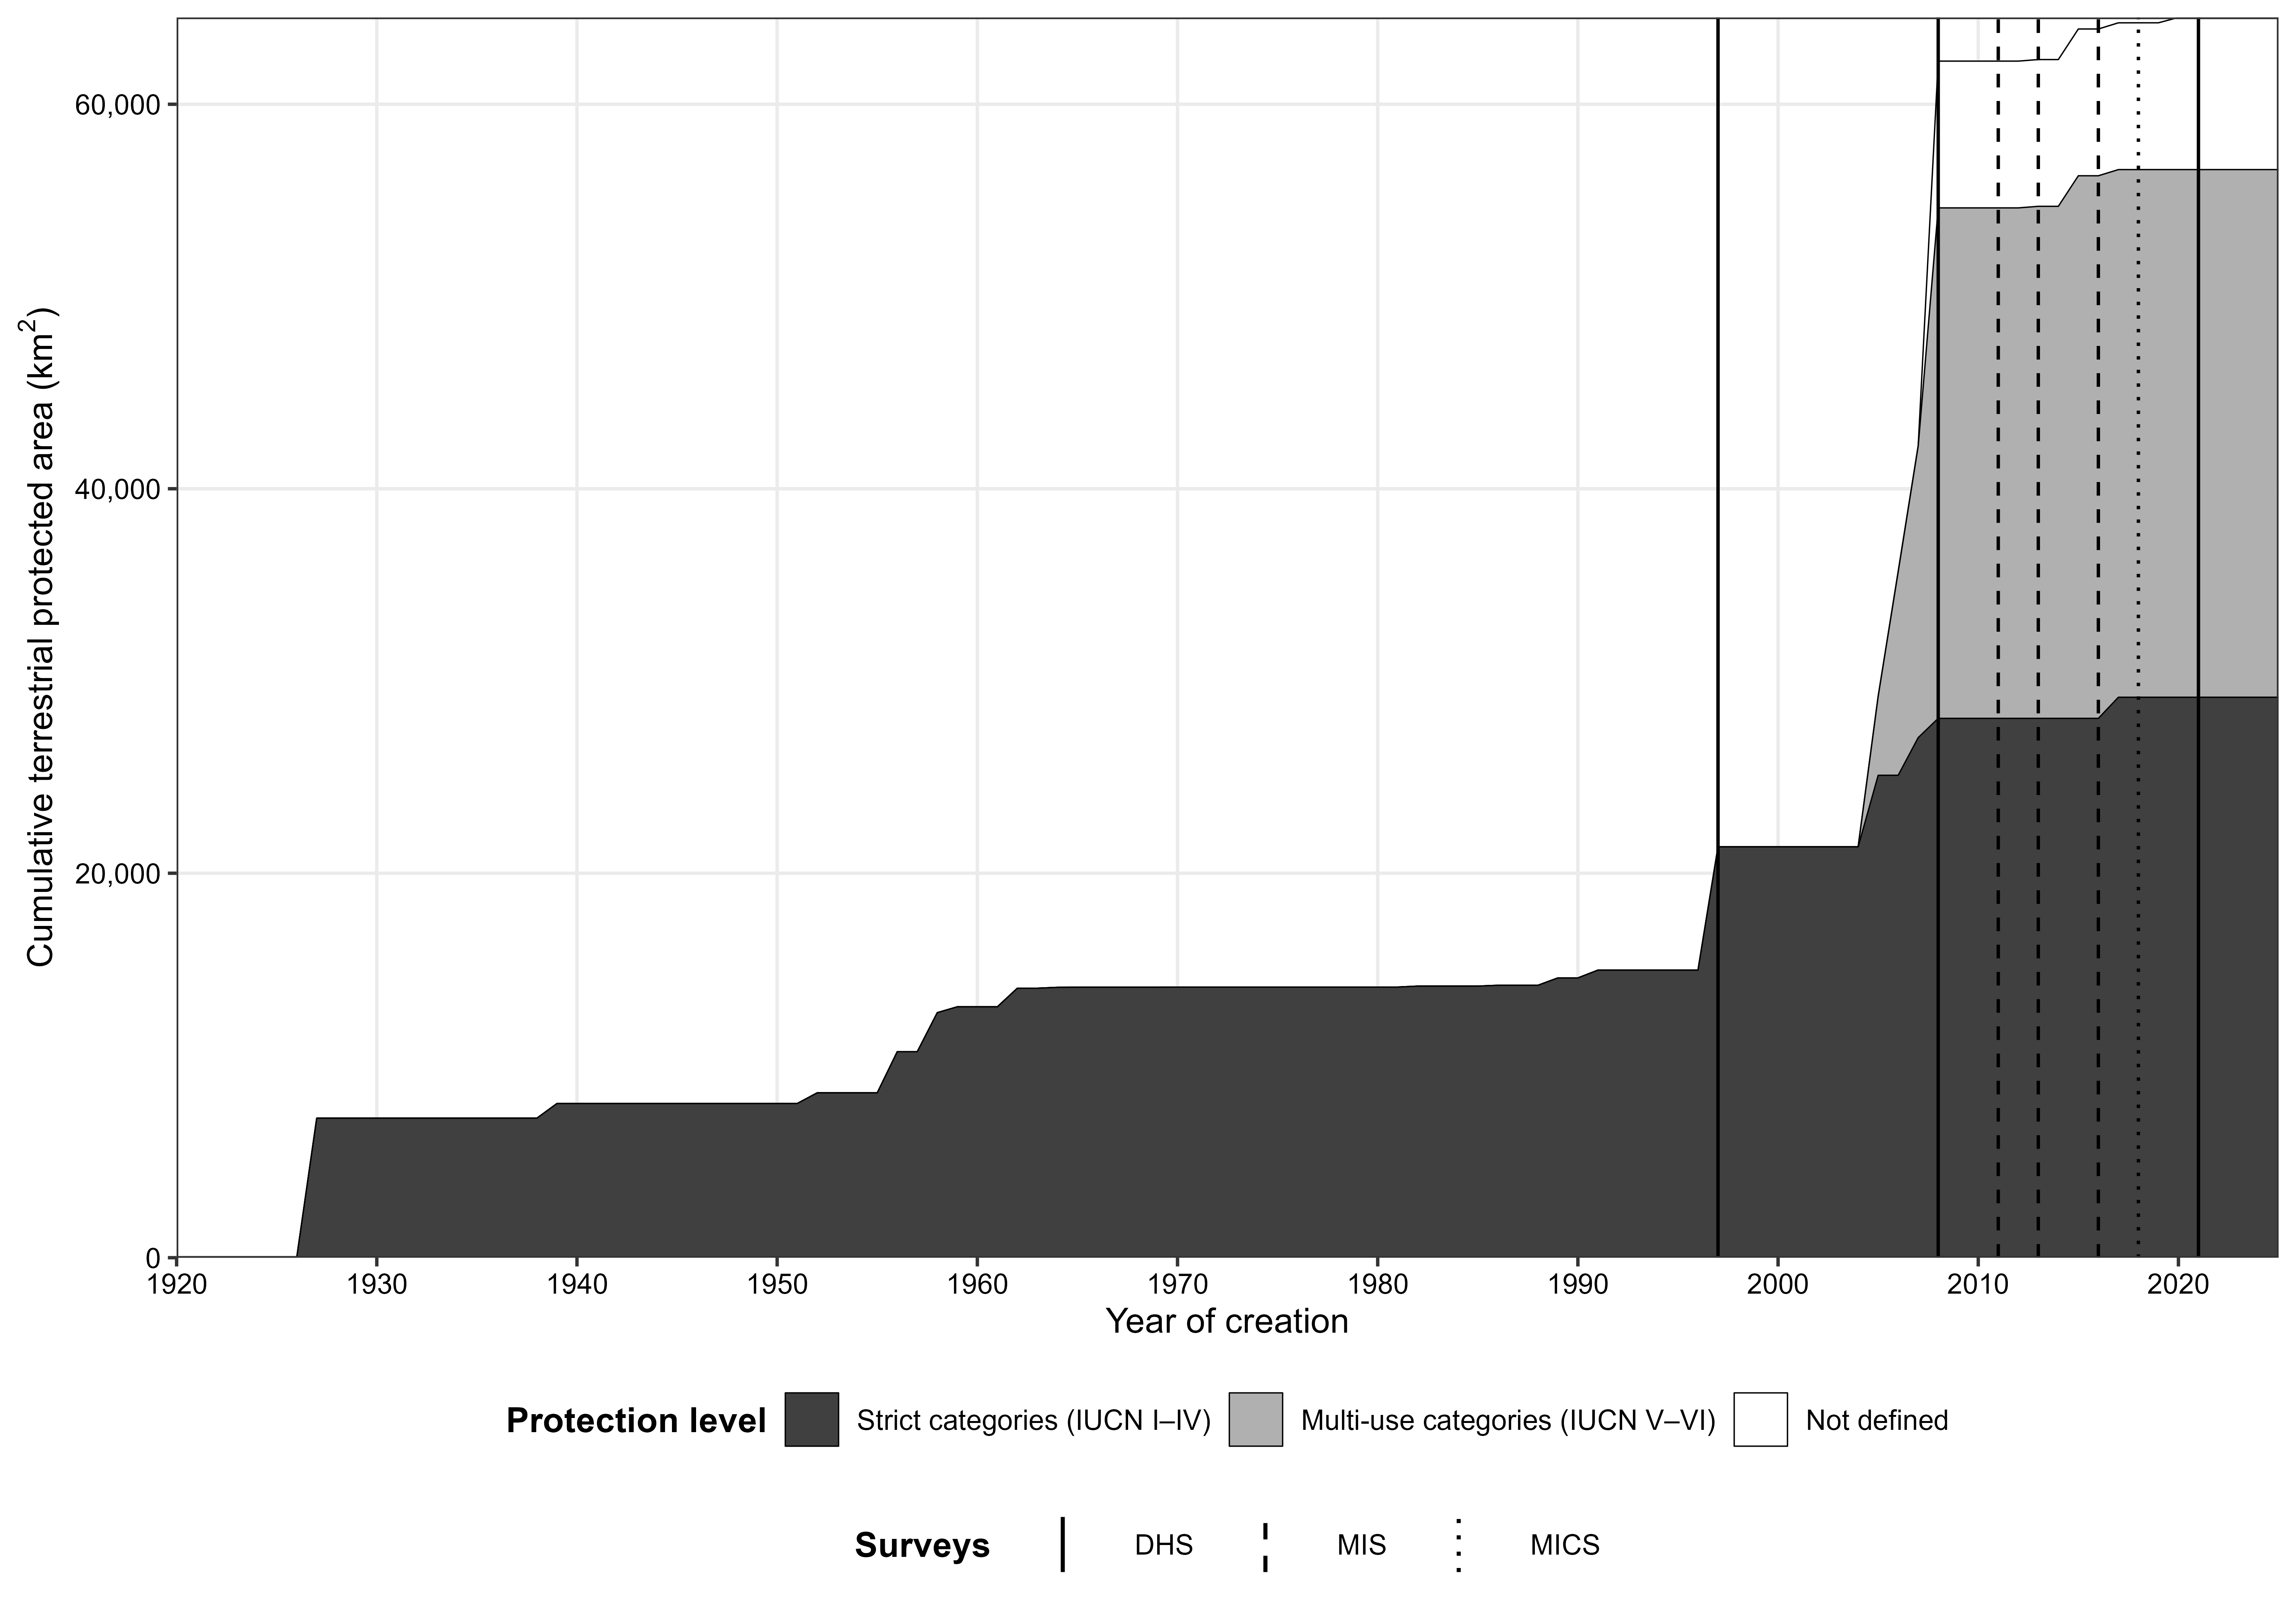 Cumulative terrestrial protected area (km²)
60,000
40,000
20,000
0
1920 1930 1940 1950 1960 1970 1980 1990 2000 2010 2020
Year of creation
Protection level Strict categories (IUCN I–IV) Multi-use categories (IUCN V–VI) Not defined
Surveys DHS MIS MICS